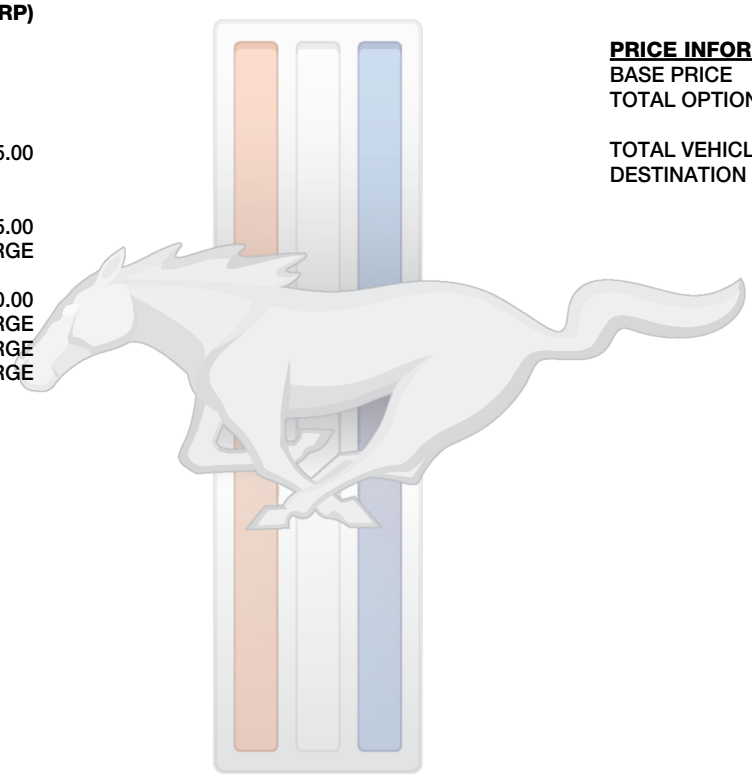 RP)
5.00
5.00
RGE
0.00
RGE
RGE
RGE
PRICE INFOR
BASE PRICE
TOTAL OPTION
TOTAL VEHICL
DESTINATION